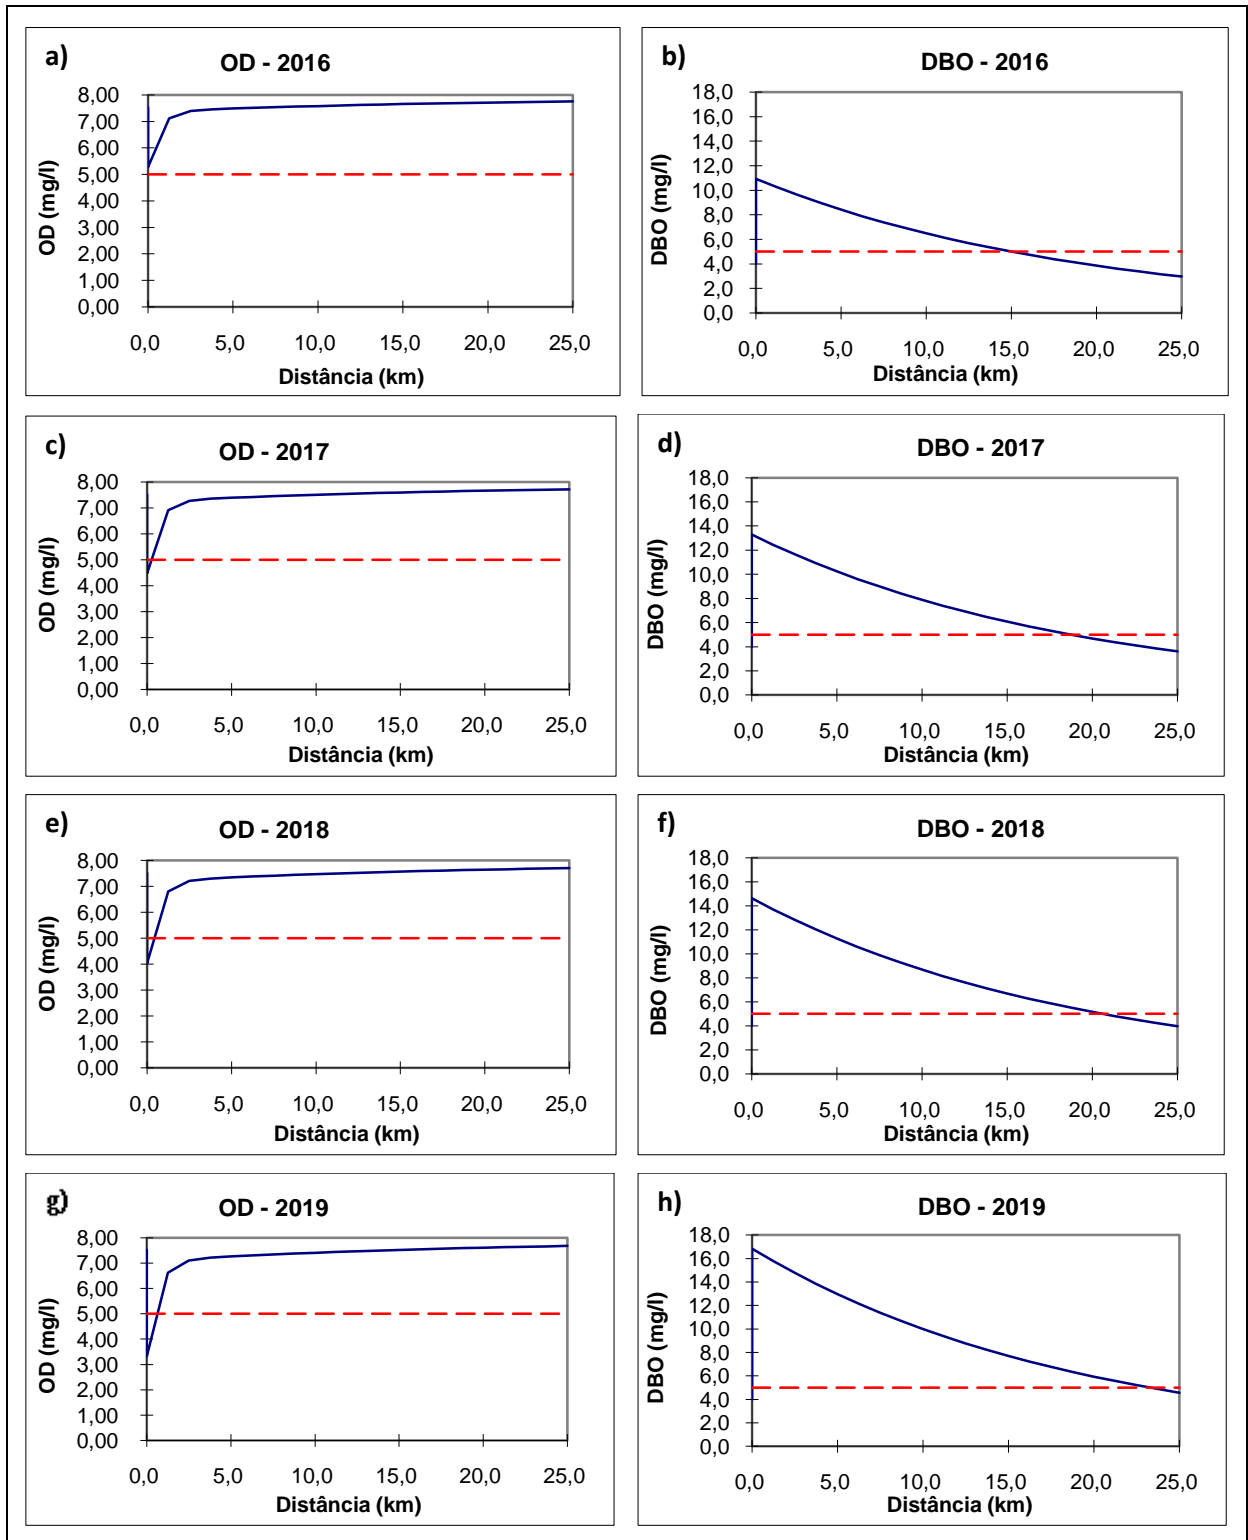 a)
OD - 2016
8,00
7,00
6,00
5,00
4,00
3,00
2,00
1,00
0,00
OD (mg/l)
0,0 5,0 10,0 15,0 20,0 25,0
Distância (km)
b)
DBO - 2016
18,0
16,0
14,0
12,0
10,0
8,0
6,0
4,0
2,0
0,0
DBO (mg/l)
0,0 5,0 10,0 15,0 20,0 25,0
Distância (km)
c)
OD - 2017
8,00
7,00
6,00
5,00
4,00
3,00
2,00
1,00
0,00
OD (mg/l)
0,0 5,0 10,0 15,0 20,0 25,0
Distância (km)
d)
DBO - 2017
18,0
16,0
14,0
12,0
10,0
8,0
6,0
4,0
2,0
0,0
DBO (mg/l)
0,0 5,0 10,0 15,0 20,0 25,0
Distância (km)
e)
OD - 2018
8,00
7,00
6,00
5,00
4,00
3,00
2,00
1,00
0,00
OD (mg/l)
0,0 5,0 10,0 15,0 20,0 25,0
Distância (km)
f)
DBO - 2018
18,0
16,0
14,0
12,0
10,0
8,0
6,0
4,0
2,0
0,0
DBO (mg/l)
0,0 5,0 10,0 15,0 20,0 25,0
Distância (km)
g)
OD - 2019
8,00
7,00
6,00
5,00
4,00
3,00
2,00
1,00
0,00
OD (mg/l)
0,0 5,0 10,0 15,0 20,0 25,0
Distância (km)
h)
DBO - 2019
18,0
16,0
14,0
12,0
10,0
8,0
6,0
4,0
2,0
0,0
DBO (mg/l)
0,0 5,0 10,0 15,0 20,0 25,0
Distância (km)